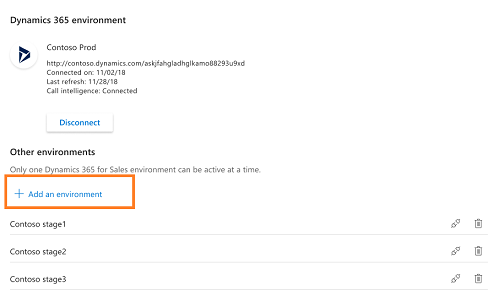 Dynamics 365 environment
Contoso Prod
http://contoso.dynamics.com/askjfahgladhglkamo88293u9xd
Connected on: 11/02/18
Last refresh: 11/28/18
Call intelligence: Connected
Disconnect
Other environments
Only one Dynamics 365 for Sales environment can be active at a time.
+ Add an environment
Contoso stage1
Contoso stage2
Contoso stage3